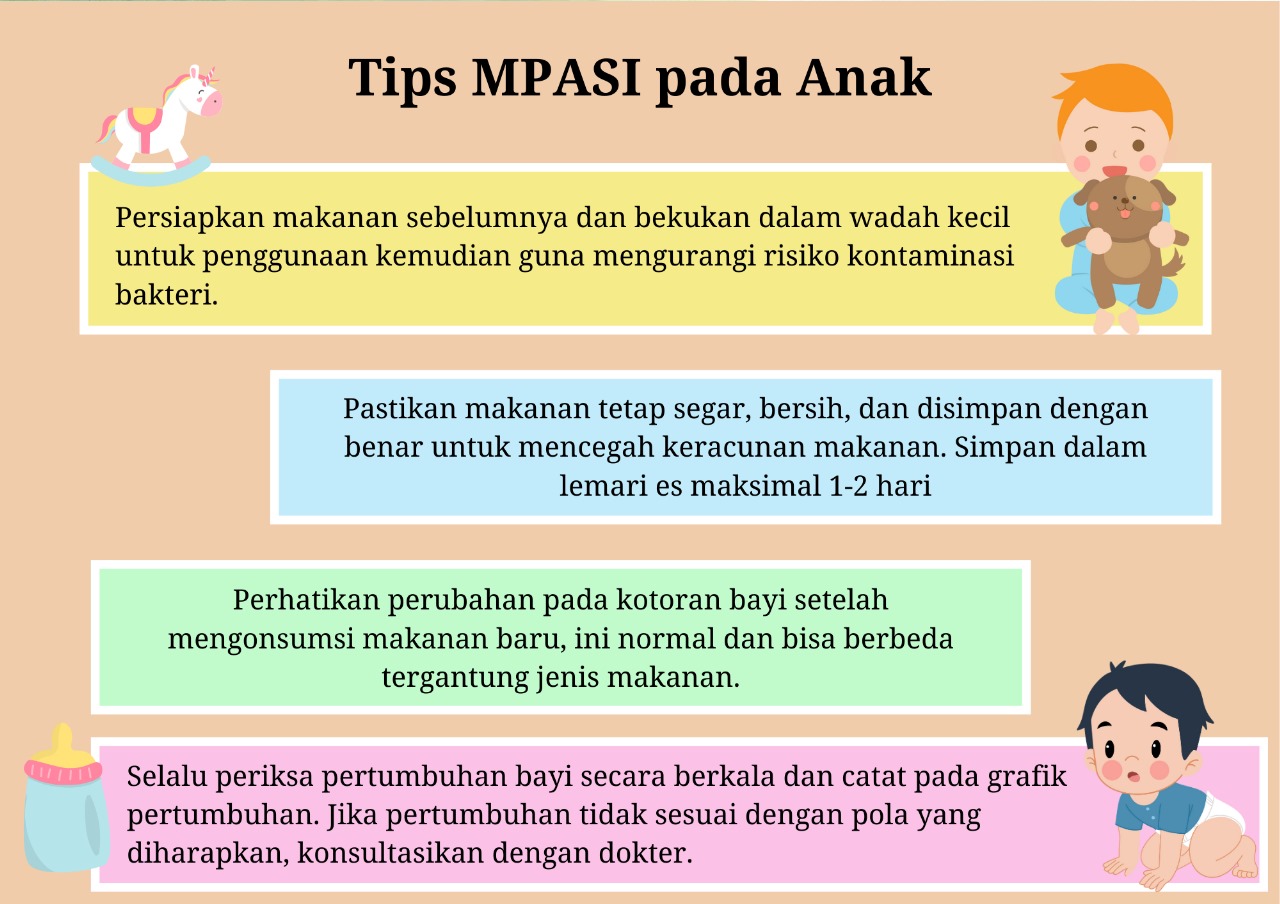 Tips MPASI pada Anak
Persiapkan makanan sebelumnya dan bekukan dalam wadah kecil
untuk penggunaan kemudian guna mengurangi risiko kontaminasi
bakteri.
Pastikan makanan tetap segar, bersih, dan disimpan dengan
benar untuk mencegah keracunan makanan. Simpan dalam
lemari es maksimal 1-2 hari
Perhatikan perubahan pada kotoran bayi setelah
mengonsumsi makanan baru, ini normal dan bisa berbeda
tergantung jenis makanan.
Selalu periksa pertumbuhan bayi secara berkala dan catat pada grafik
pertumbuhan. Jika pertumbuhan tidak sesuai dengan pola yang
diharapkan, konsultasikan dengan dokter.